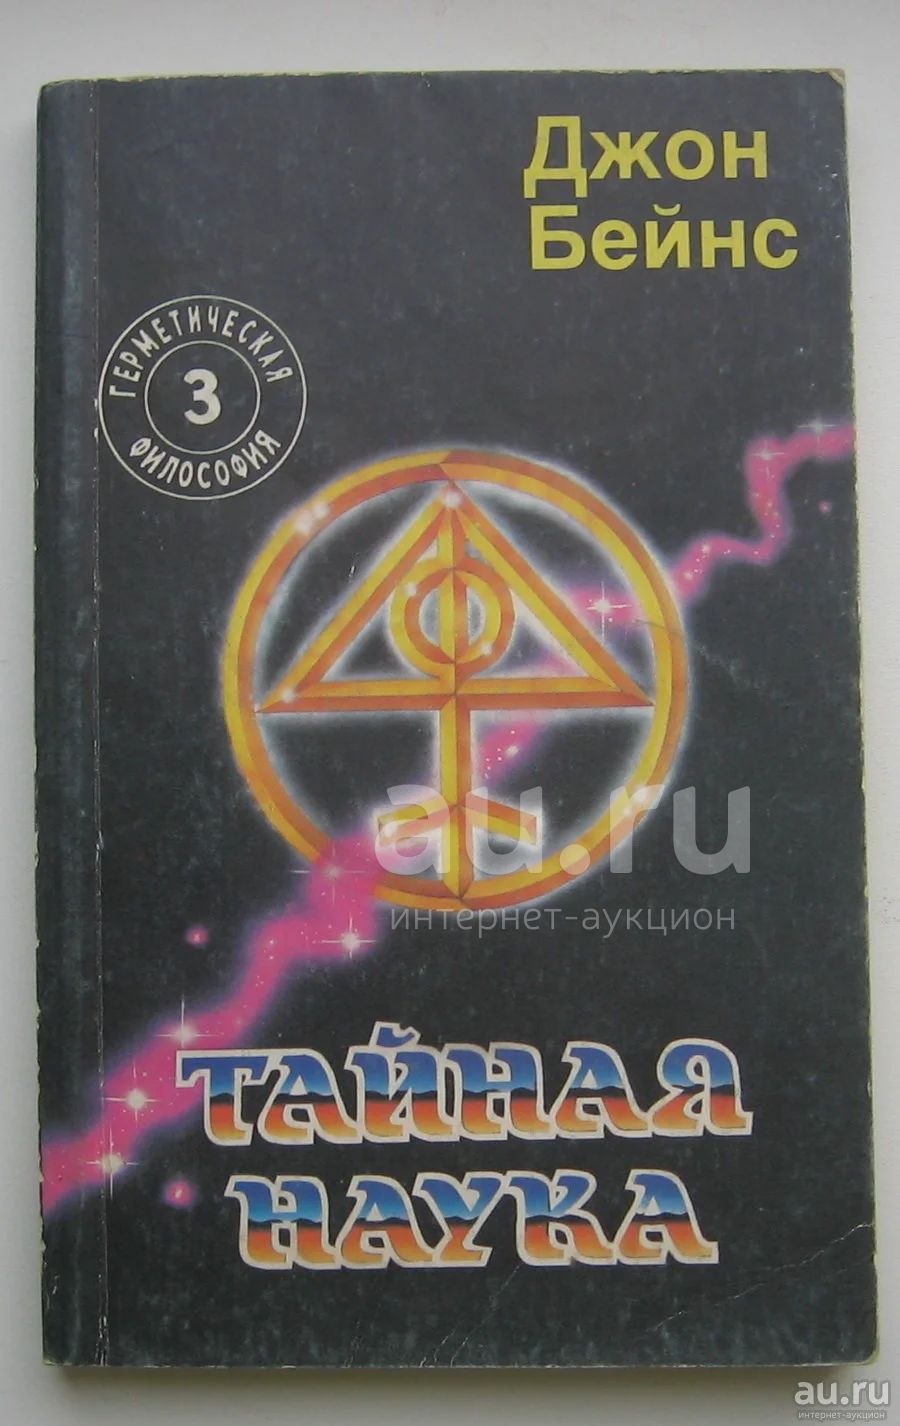 Джон
Бейнс
ГЕРМЕТИЧЕСКАЯ
3
ФИЛОСОФИЯ
au.ru
интернет-аукцион
ТАЙНАЯ
НАУКА
au.ru
интернет-аукцион